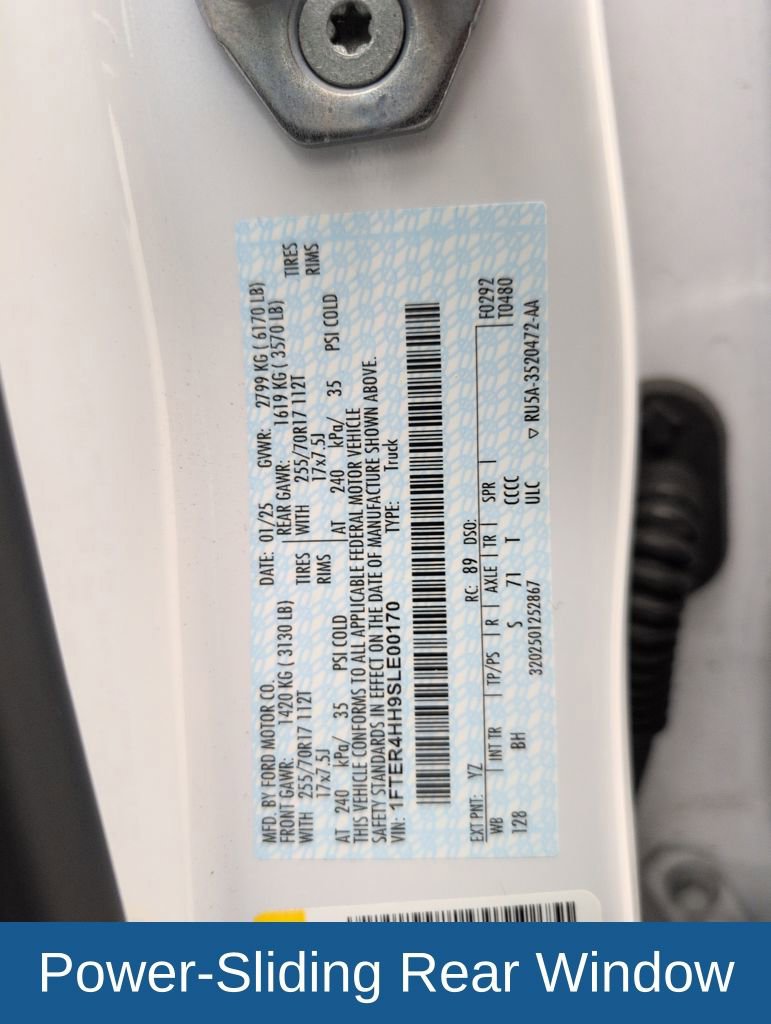 MFD. BY FORD MOTOR CO.
DATE: 01/25 GVWR: 2799 KG ( 6170 LB)
FRONT GAWR: 1420 KG ( 3130 LB)
REAR GAWR: 1619 KG ( 3570 LB)
WITH 255/70R17 112T TIRES
WITH 255/70R17 112T TIRES
17x7.5J RIMS
17x7.5J RIMS
AT 240 kPa/ 35 PSI COLD
AT 240 kPa/ 35 PSI COLD
THIS VEHICLE CONFORMS TO ALL APPLICABLE FEDERAL MOTOR VEHICLE
SAFETY STANDARDS IN EFFECT ON THE DATE OF MANUFACTURE SHOWN ABOVE.
VIN: 1FTER4HH9SLE00170 TYPE: Truck
EXT PNT: YZ RC: 89 DSO: F0292
WB INT TR TP/PS R AXLE TR SPR T0480
128 BH S 71 T CCCC
3202501252867 ULC ▽ RU5A-3520472-AA
Power-Sliding Rear Window